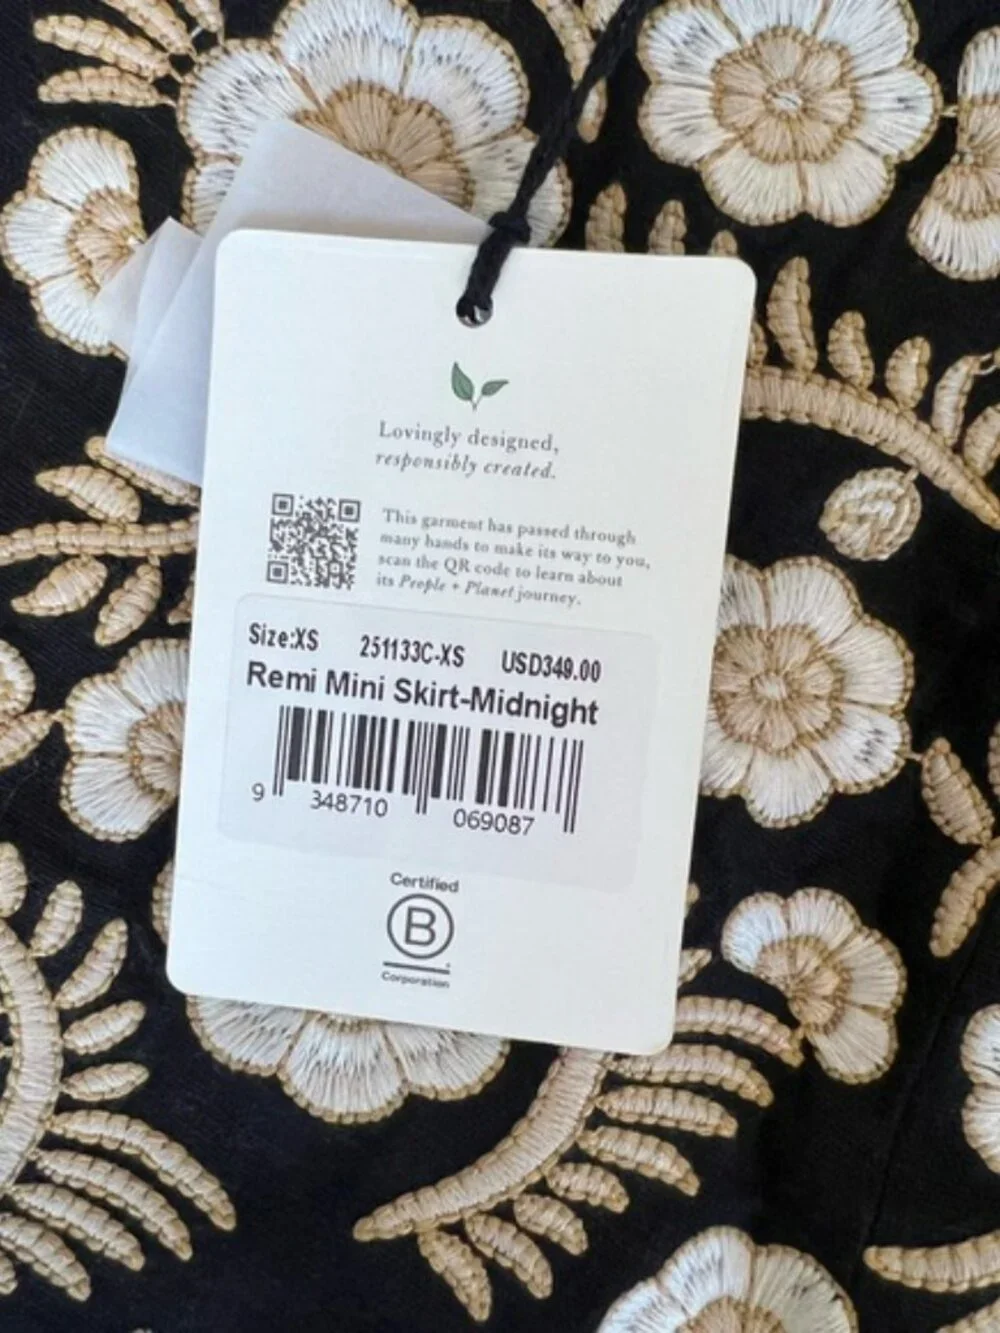 Lovingly designed,
responsibly created.
This garment has passed through
many hands to make its way to you,
scan the QR code to learn about
its People + Planet journey.
Size:XS 251133C-XS USD349.00
Remi Mini Skirt-Midnight
9 348710 069087
Certified
B
Corporation